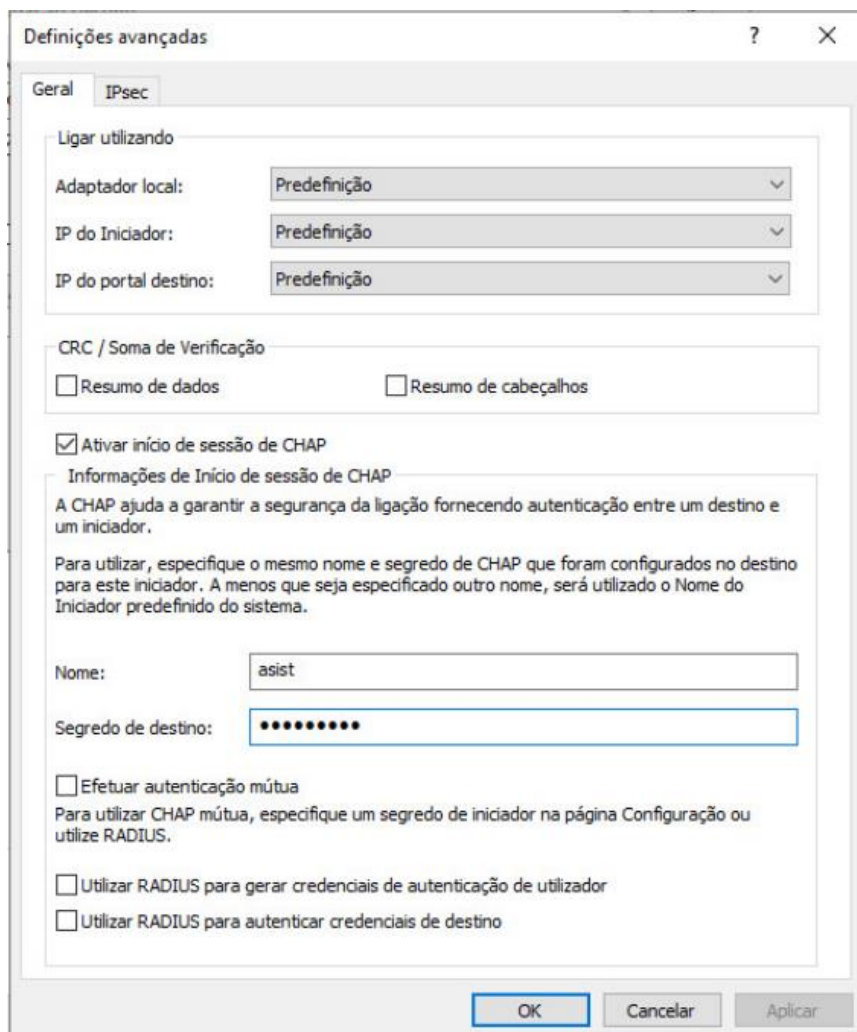 Definições avançadas
?
Geral
IPsec
Ligar utilizando
Adaptador local:
Predefinição
IP do Iniciador:
Predefinição
IP do portal destino:
Predefinição
CRC / Soma de Verificação
Resumo de dados
Resumo de cabeçalhos
Ativar início de sessão de CHAP
Informações de Início de sessão de CHAP
A CHAP ajuda a garantir a segurança da ligação fornecendo autenticação entre um destino e
um iniciador.
Para utilizar, especifique o mesmo nome e segredo de CHAP que foram configurados no destino
para este iniciador. A menos que seja especificado outro nome, será utilizado o Nome do
Iniciador predefinido do sistema.
Nome:
asist
Segredo de destino:
•••••••••
Efetuar autenticação mútua
Para utilizar CHAP mútua, especifique um segredo de iniciador na página Configuração ou
utilize RADIUS.
Utilizar RADIUS para gerar credenciais de autenticação de utilizador
Utilizar RADIUS para autenticar credenciais de destino
OK
Cancelar
Aplicar